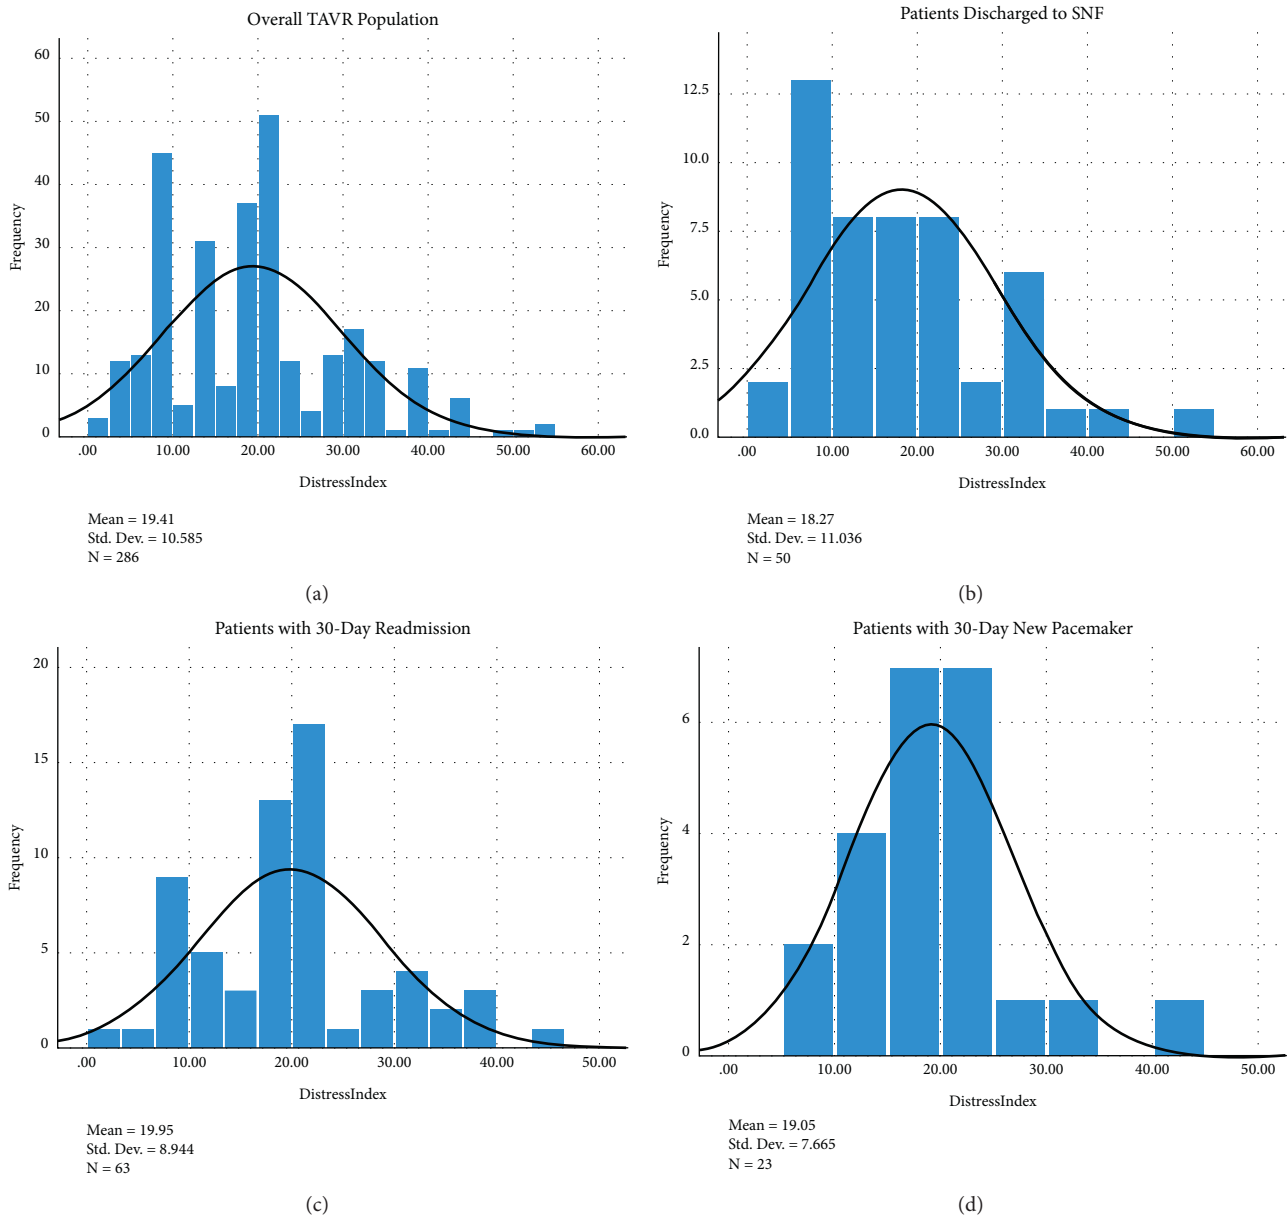 Overall TAVR Population
60
50
40
30
20
10
0
Frequency
.00 10.00 20.00 30.00 40.00 50.00 60.00
DistressIndex
Mean = 19.41
Std. Dev. = 10.585
N = 286
(a)
Patients Discharged to SNF
12.5
10.0
7.5
5.0
2.5
0.0
Frequency
.00 10.00 20.00 30.00 40.00 50.00 60.00
DistressIndex
Mean = 18.27
Std. Dev. = 11.036
N = 50
(b)
Patients with 30-Day Readmission
20
15
10
5
0
Frequency
.00 10.00 20.00 30.00 40.00 50.00
DistressIndex
Mean = 19.95
Std. Dev. = 8.944
N = 63
(c)
Patients with 30-Day New Pacemaker
6
4
2
0
Frequency
.00 10.00 20.00 30.00 40.00 50.00
DistressIndex
Mean = 19.05
Std. Dev. = 7.665
N = 23
(d)